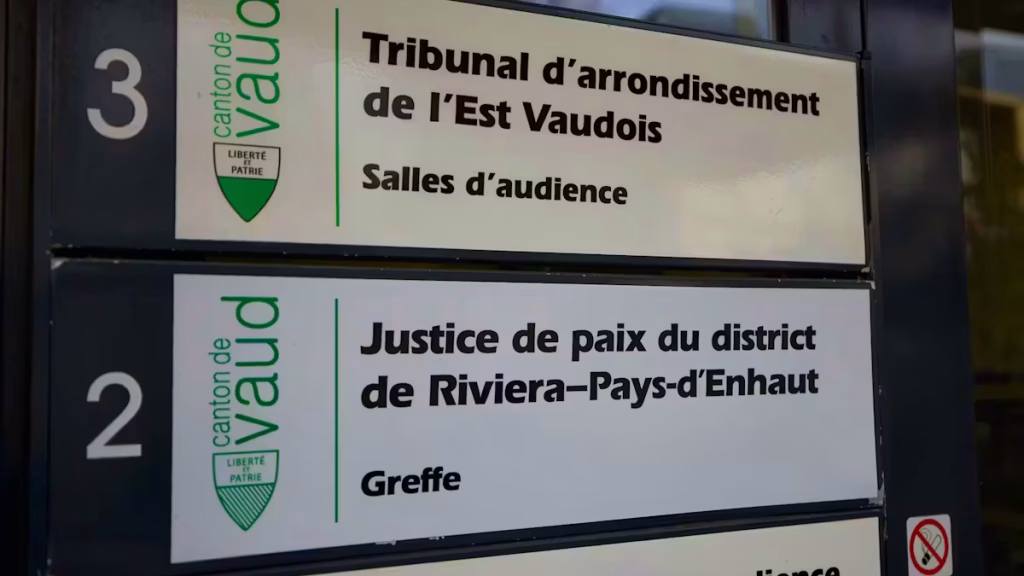 3
canton de
vaud
LIBERTÉ
ET
PATRIE
Tribunal d'arrondissement
de l'Est Vaudois
Salles d'audience
2
canton de
vaud
LIBERTÉ
ET
PATRIE
Justice de paix du district
de Riviera–Pays-d'Enhaut
Greffe